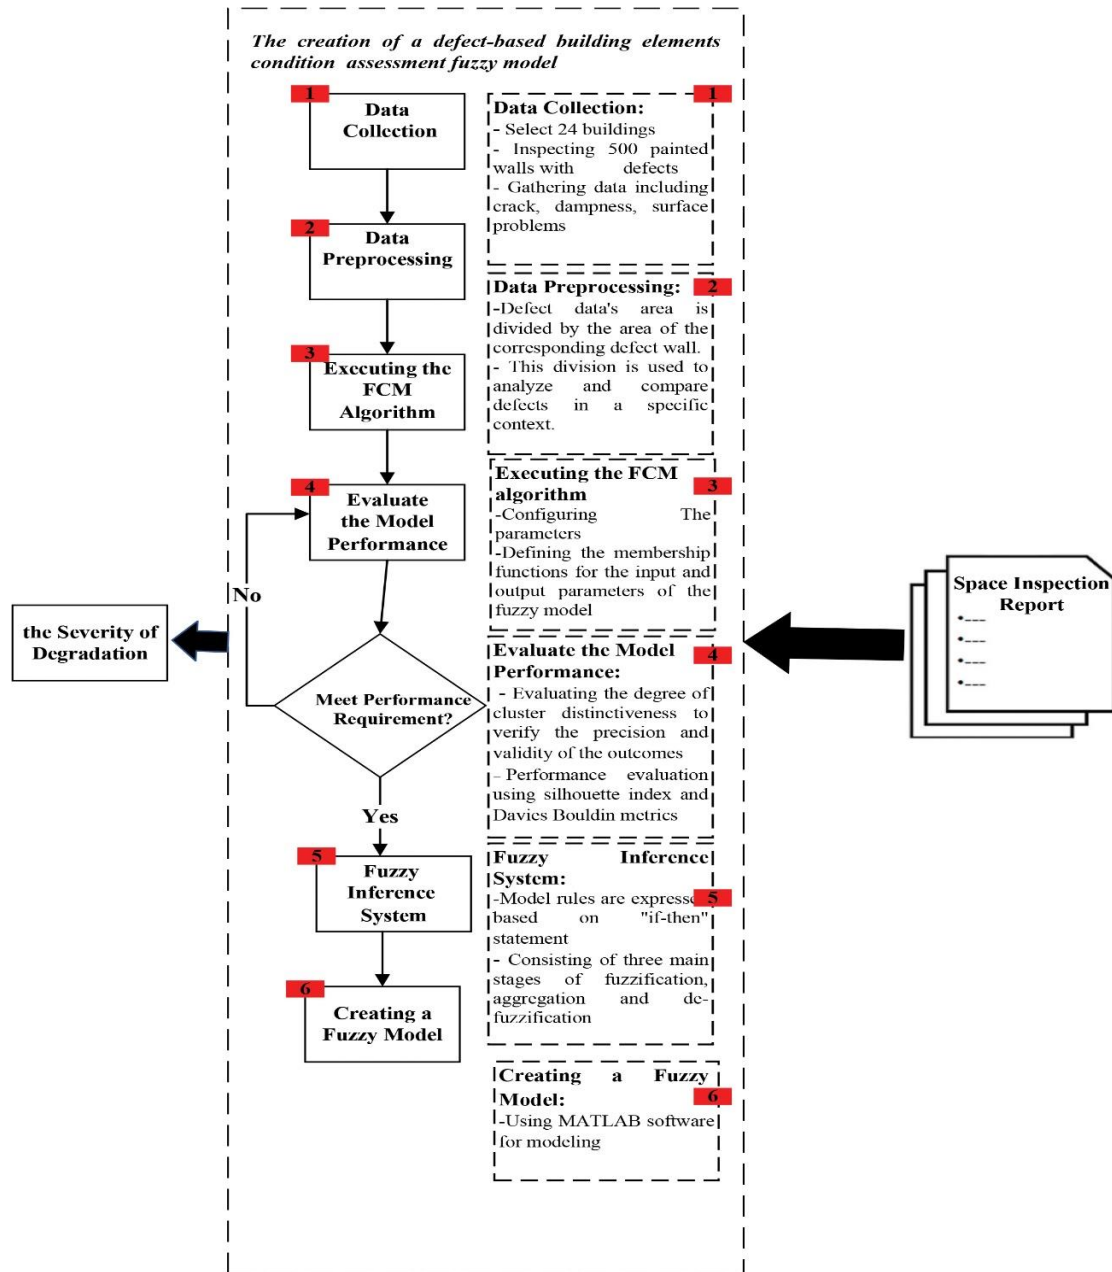 The creation of a defect-based building elements
condition assessment fuzzy model
1
Data
Collection
2
Data
Preprocessing
3
Executing the
FCM
Algorithm
4
Evaluate
the Model
Performance
No
Meet Performance
Requirement?
Yes
5
Fuzzy
Inference
System
6
Creating a
Fuzzy Model
1
Data Collection:
- Select 24 buildings
- Inspecting 500 painted
walls with defects
- Gathering data including
crack, dampness, surface
problems
2
Data Preprocessing:
-Defect data's area is
divided by the area of the
corresponding defect wall.
- This division is used to
analyze and compare
defects in a specific
context.
Executing the FCM
algorithm
3
-Configuring The
parameters
-Defining the membership
functions for the input and
output parameters of the
fuzzy model
Evaluate the Model
4
Performance:
- Evaluating the degree of
cluster distinctiveness to
verify the precision and
validity of the outcomes
- Performance evaluation
using silhouette index and
Davies Bouldin metrics
Fuzzy Inference
System:
5
-Model rules are
based on "if-then"
statement
- Consisting of three main
stages of fuzzification,
aggregation and de-
fuzzification
Creating a Fuzzy
Model:
6
-Using MATLAB software
for modeling
the Severity of
Degradation
Space Inspection
Report